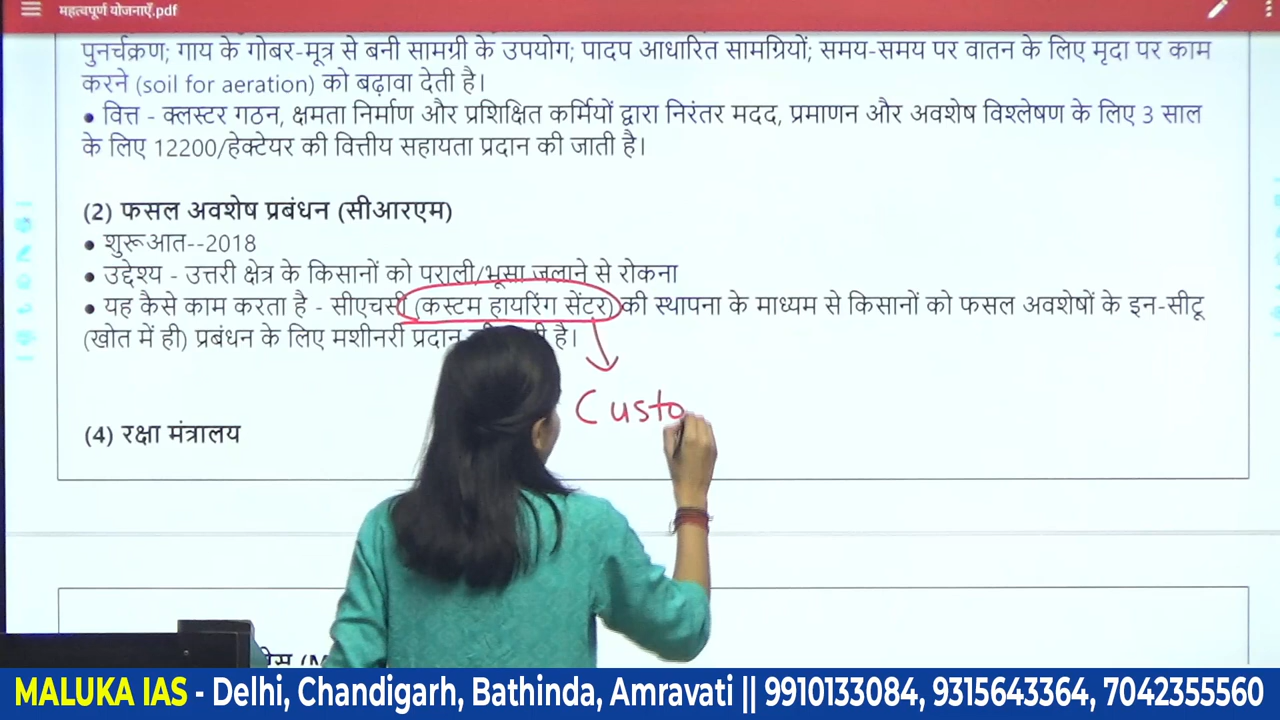 महत्वपूर्ण योजनाएँ.pdf
पुनर्चक्रण; गाय के गोबर-मूत्र से बनी सामग्री के उपयोग; पादप आधारित सामग्रियों; समय-समय पर वातन के लिए मृदा पर काम
करने (soil for aeration) को बढ़ावा देती है।
• वित्त - क्लस्टर गठन, क्षमता निर्माण और प्रशिक्षित कर्मियों द्वारा निरंतर मदद, प्रमाणन और अवशेष विश्लेषण के लिए 3 साल
के लिए 12200/हेक्टेयर की वित्तीय सहायता प्रदान की जाती है।
(2) फसल अवशेष प्रबंधन (सीआरएम)
• शुरूआत--2018
• उद्देश्य - उत्तरी क्षेत्र के किसानों को पराली/भूसा जलाने से रोकना
• यह कैसे काम करता है - सीएचसी (कस्टम हायरिंग सेंटर) की स्थापना के माध्यम से किसानों को फसल अवशेषों के इन-सीटू
(खोत में ही) प्रबंधन के लिए मशीनरी प्रदान है।
Custo
(4) रक्षा मंत्रालय
MALUKA IAS - Delhi, Chandigarh, Bathinda, Amravati || 9910133084, 9315643364, 7042355560